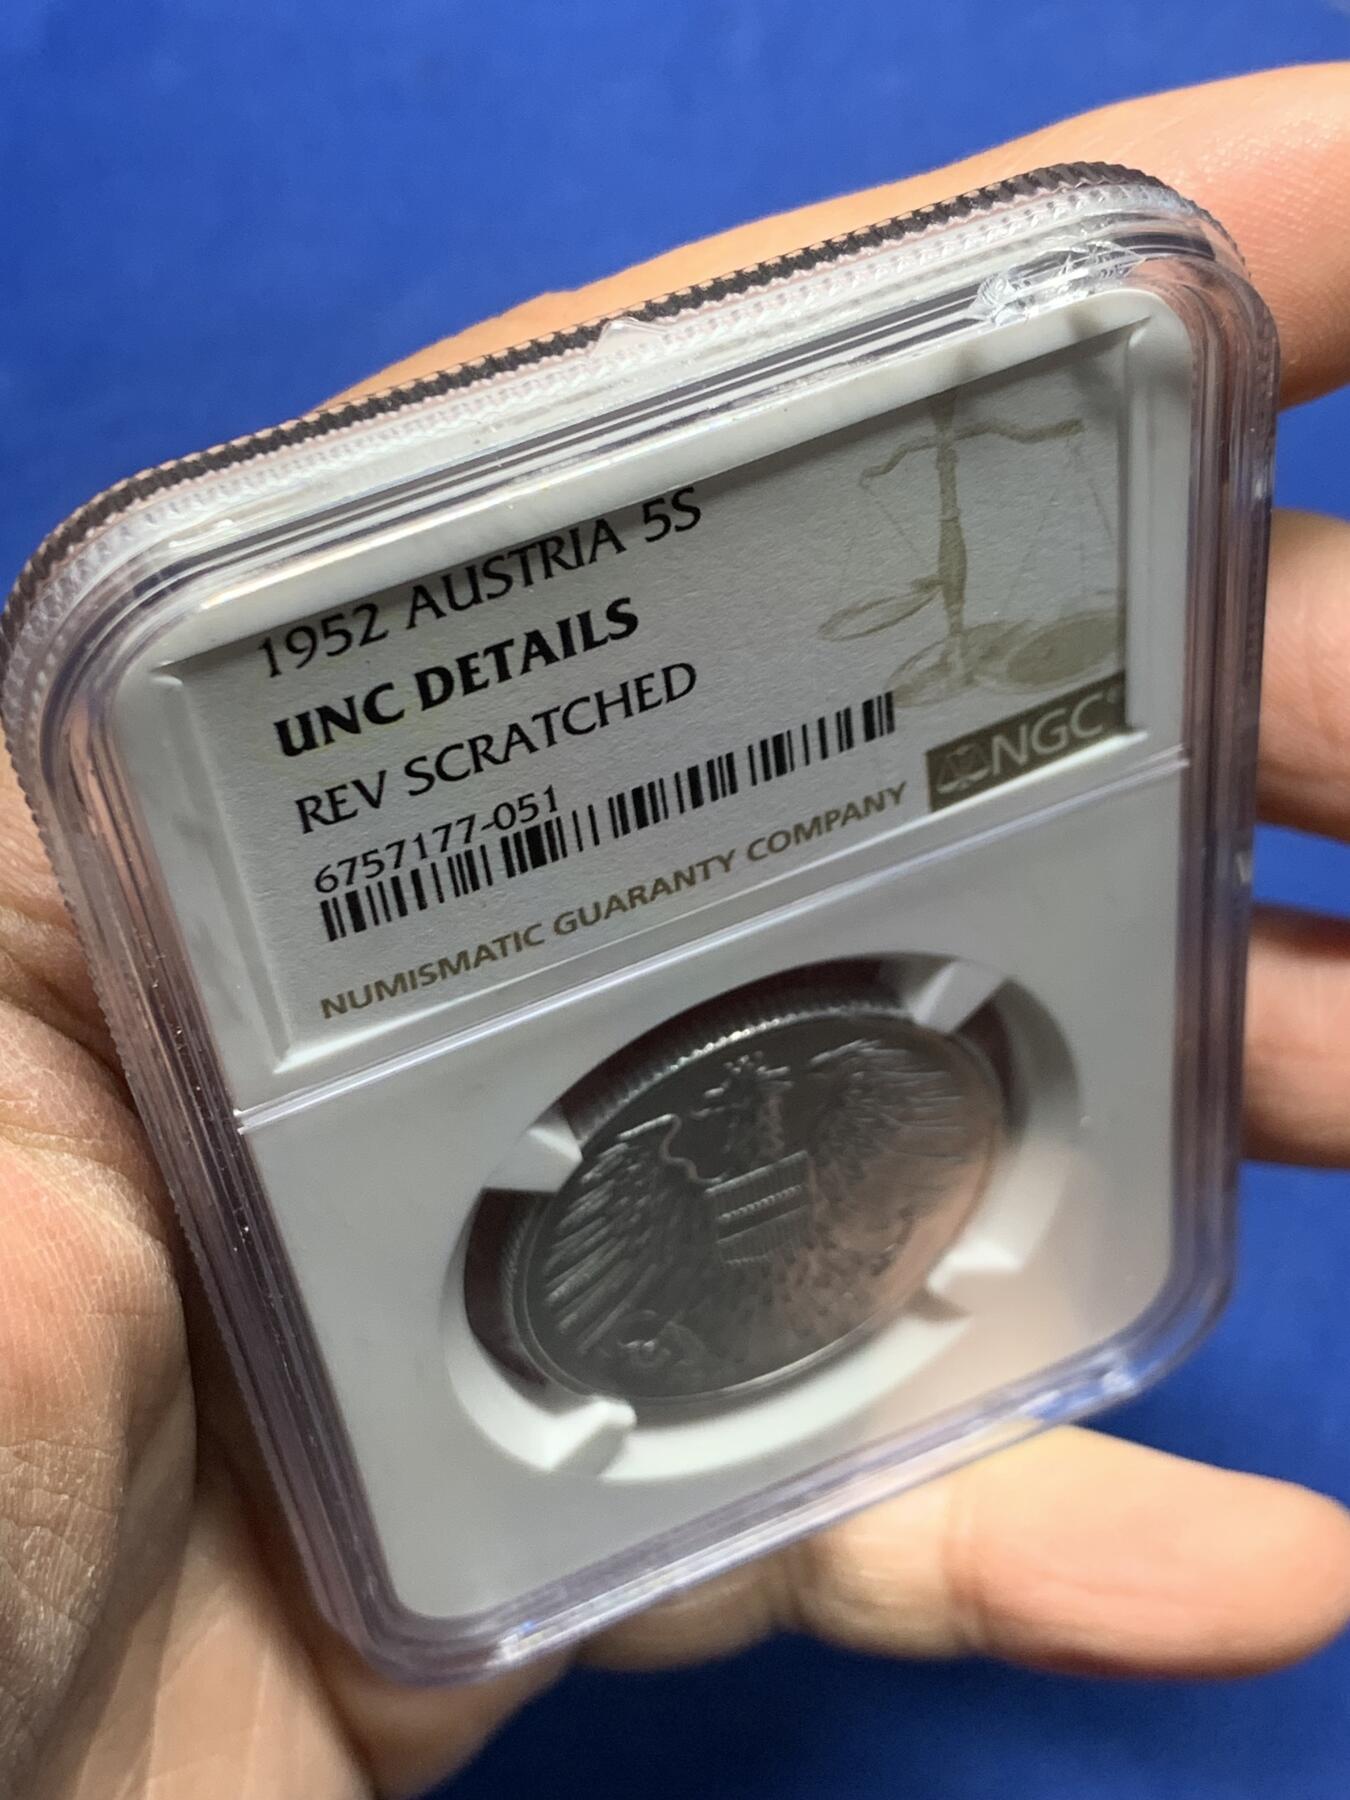 1952 AUSTRIA 5S
UNC DETAILS
REV SCRATCHED
6757177-051
NGC
NUMISMATIC GUARANTY COMPANY